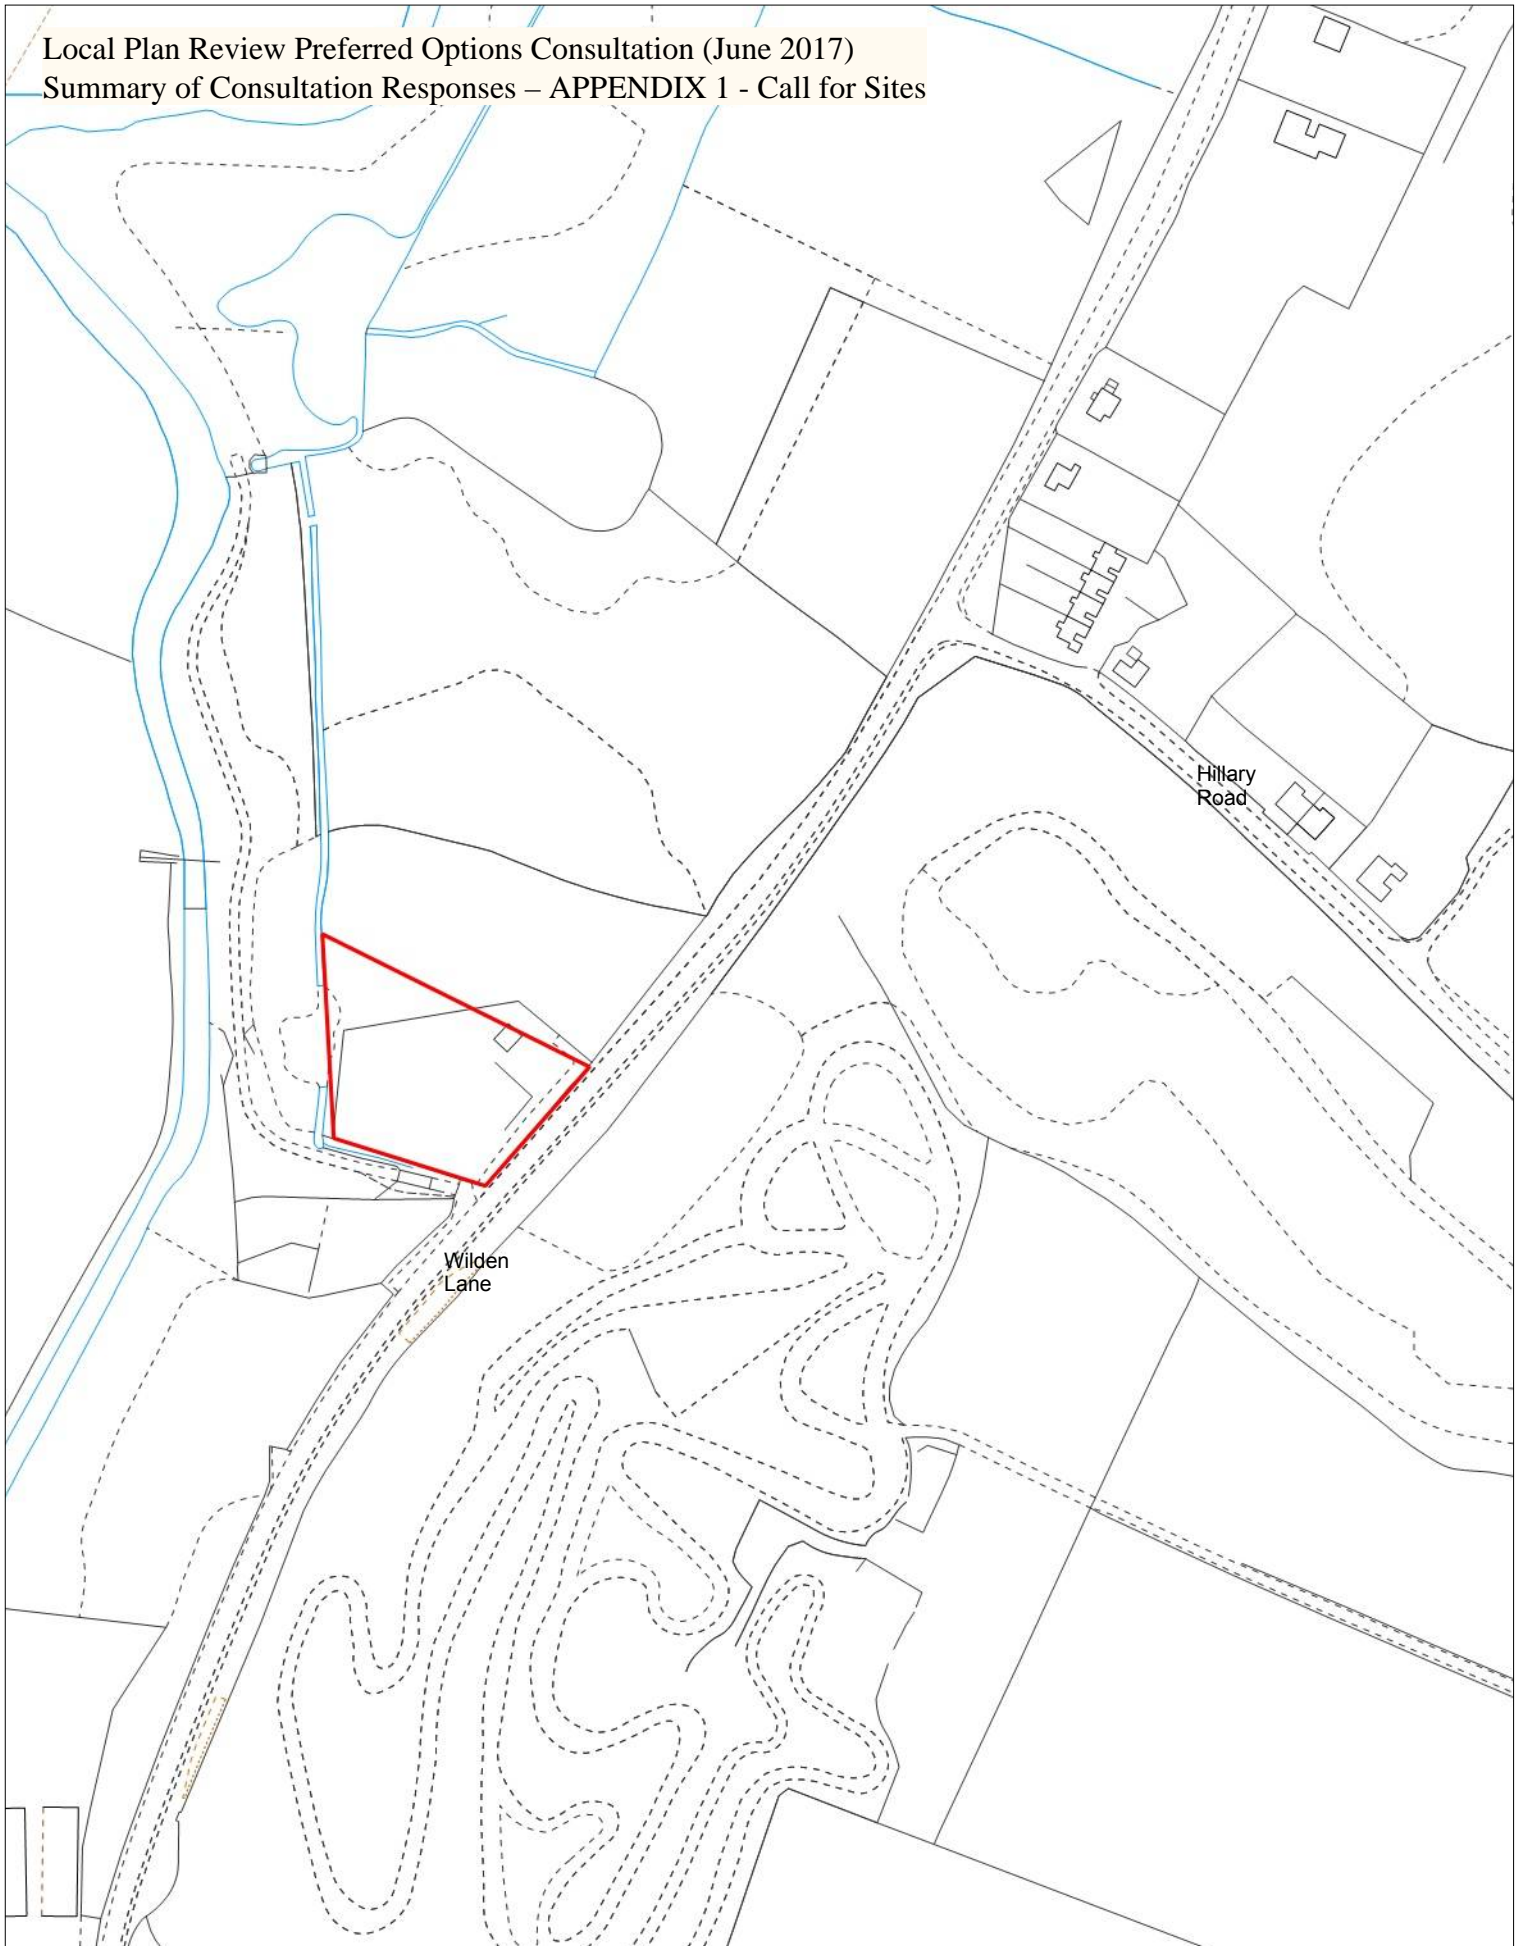 Local Plan Review Preferred Options Consultation (June 2017)
Summary of Consultation Responses – APPENDIX 1 - Call for Sites
Hillary
Road
Wilden
Lane